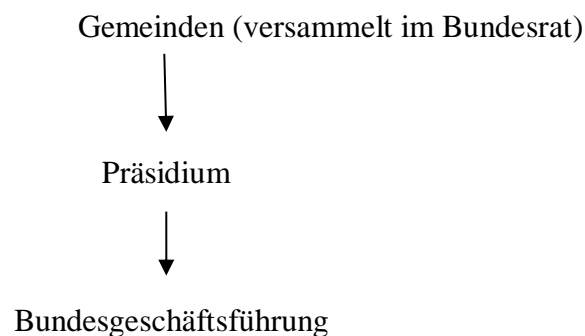 Gemeinden (versammelt im Bundesrat)
Präsidium
Bundesgeschäftsführung